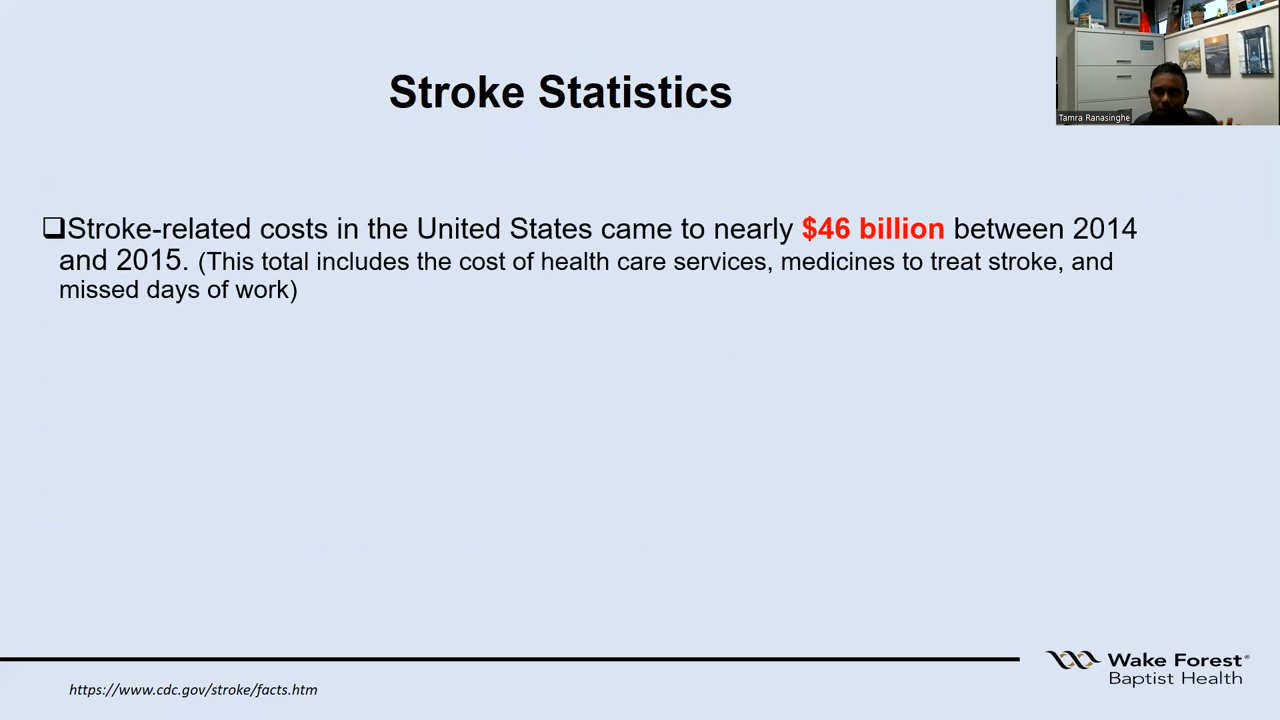 Stroke Statistics
Tamra Ranasinghe
❑Stroke-related costs in the United States came to nearly $46 billion between 2014
and 2015. (This total includes the cost of health care services, medicines to treat stroke, and
missed days of work)
https://www.cdc.gov/stroke/facts.htm
Wake Forest®
Baptist Health